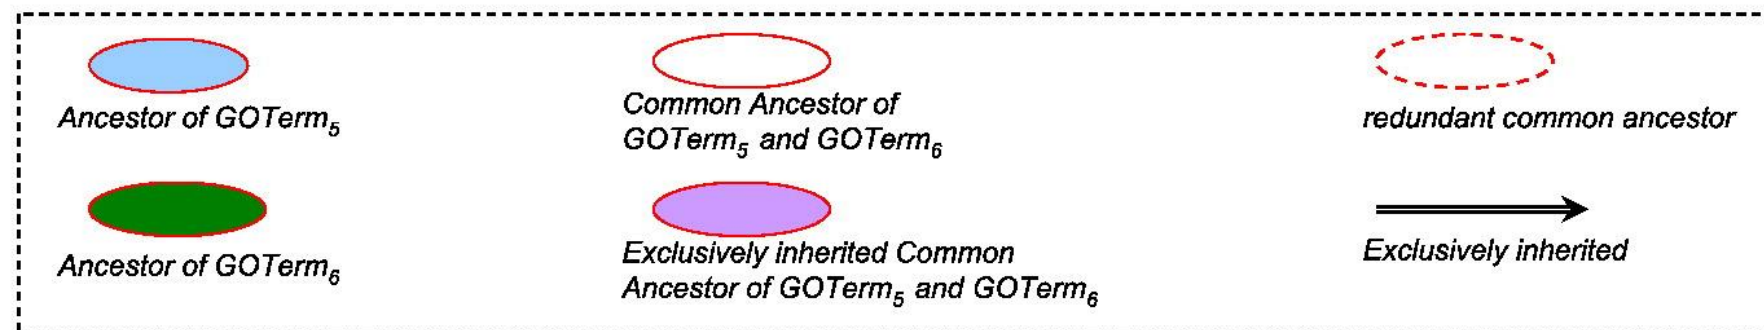 Ancestor of GOTerm5
Common Ancestor of
GOTerm5 and GOTerm6
redundant common ancestor
Ancestor of GOTerm6
Exclusively inherited Common
Ancestor of GOTerm5 and GOTerm6
Exclusively inherited